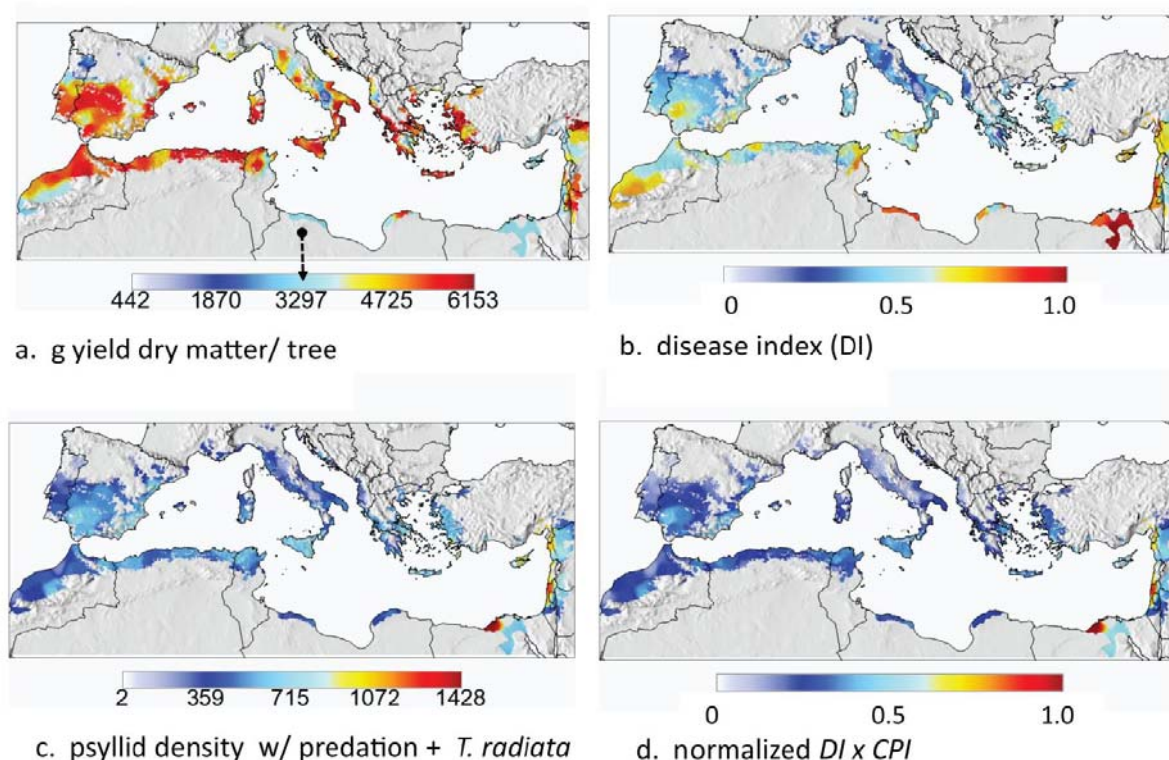 442 1870 3297 4725 6153
a. g yield dry matter/ tree
0 0.5 1.0
b. disease index (DI)
2 359 715 1072 1428
c. psyllid density w/ predation + T. radiata
0 0.5 1.0
d. normalized DI x CPI